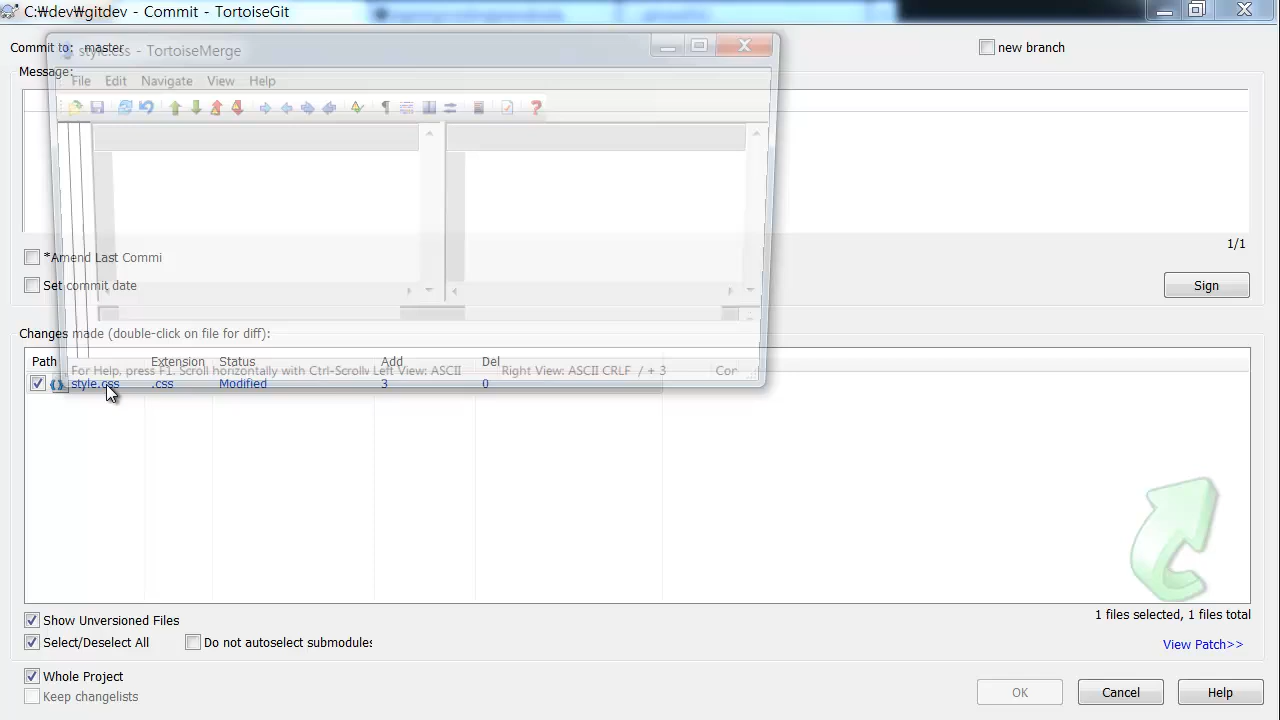 C:₩dev₩gitdev - Commit - TortoiseGit
Commit to: master
new branch
style.css - TortoiseMerge
Message:
File Edit Navigate View Help
1/1
*Amend Last Commi
Set commit date
Sign
Changes made (double-click on file for diff):
Path Extension Status Add Del
For Help, press F1. Scroll horizontally with Ctrl-Scrollv Left View: ASCII Right View: ASCII CRLF / + 3 Cor
style.css .css Modified 3 0
Show Unversioned Files
1 files selected, 1 files total
Select/Deselect All Do not autoselect submodules
View Patch>>
Whole Project
Keep changelists
OK Cancel Help